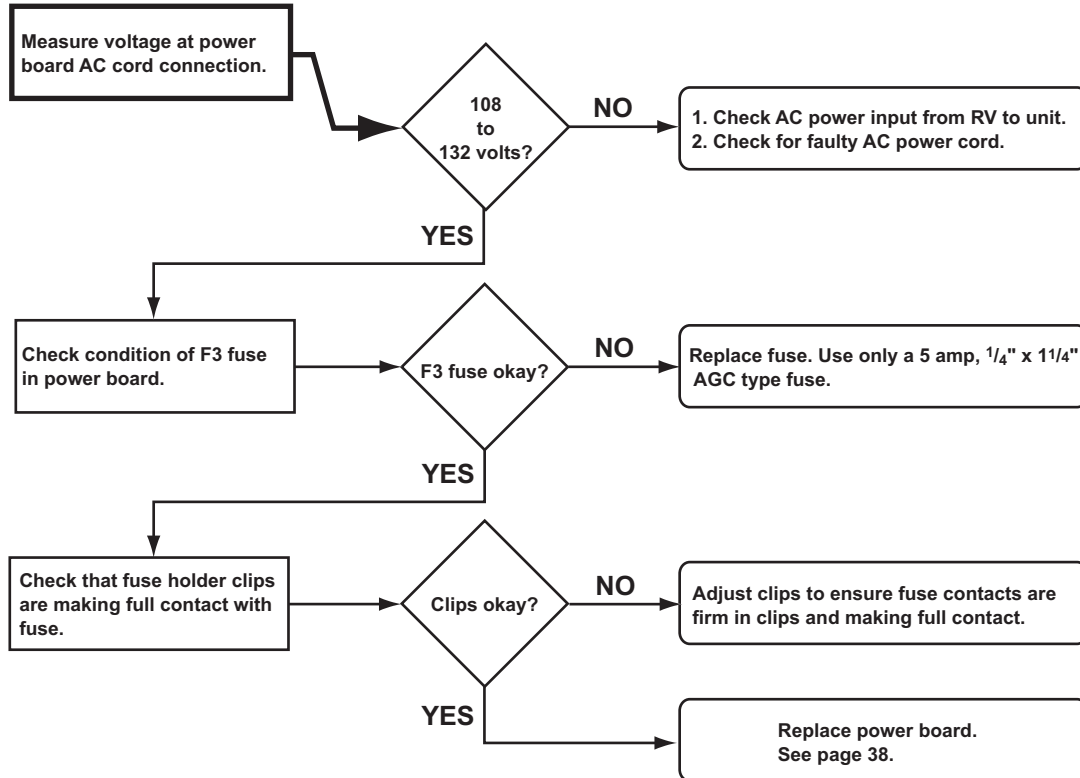 Measure voltage at power
board AC cord connection.
108
to
132 volts?
NO
1. Check AC power input from RV to unit.
2. Check for faulty AC power cord.
YES
Check condition of F3 fuse
in power board.
F3 fuse okay?
NO
Replace fuse. Use only a 5 amp, 1/4" x 11/4"
AGC type fuse.
YES
Check that fuse holder clips
are making full contact with
fuse.
Clips okay?
NO
Adjust clips to ensure fuse contacts are
firm in clips and making full contact.
YES
Replace power board.
See page 38.